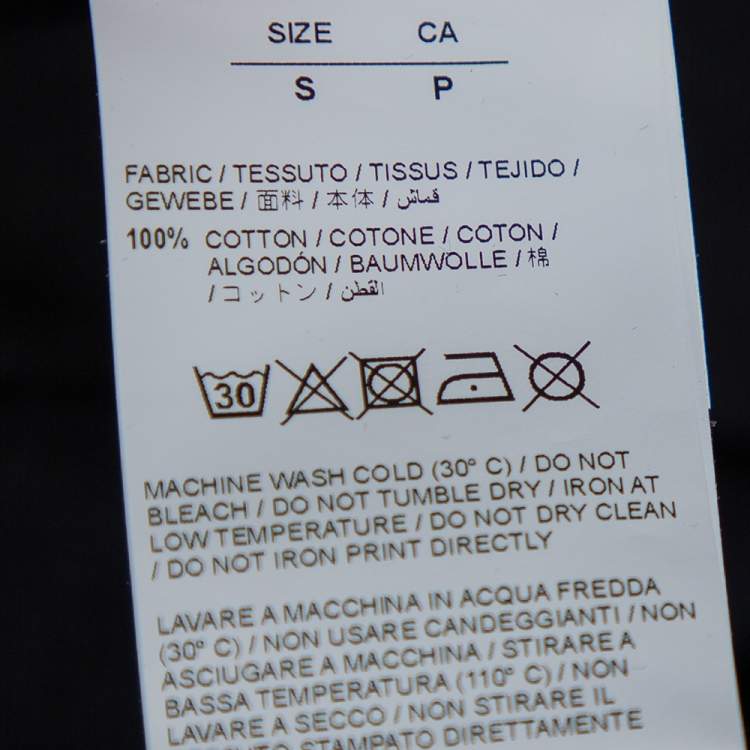 SIZE CA
S P
FABRIC / TESSUTO / TISSUS / TEJIDO /
GEWEBE / 面料 / 本体 / قماش
100% COTTON / COTONE / COTON /
ALGODÓN / BAUMWOLLE / 棉
/ コットン / القطن
30
MACHINE WASH COLD (30° C) / DO NOT
BLEACH / DO NOT TUMBLE DRY / IRON AT
LOW TEMPERATURE / DO NOT DRY CLEAN
/ DO NOT IRON PRINT DIRECTLY
LAVARE A MACCHINA IN ACQUA FREDDA
(30° C) / NON USARE CANDEGGIANTI / NON
ASCIUGARE A MACCHINA / STIRARE A
BASSA TEMPERATURA (110° C) / NON
LAVARE A SECCO / NON STIRARE IL
TESSUTO STAMPATO DIRETTAMENTE